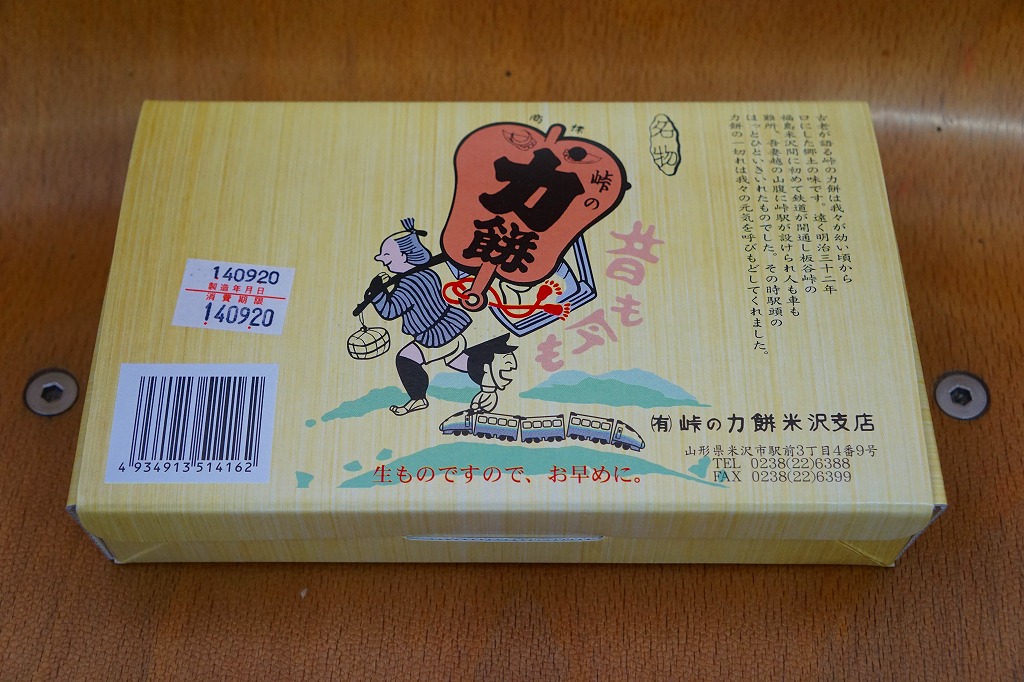 古老が語る峠の力餅は我々が幼い頃から
口にした郷土の味です。遠く明治三十二年
福島米沢間に初めて鉄道が開通し板谷峠の
難所、吾妻越の山腹に峠駅が設けられ人も車も
ほっとひといきいれたものでした。その時駅頭の
力餅の一切れは我々の元気を呼びもどしてくれました。
名物
商標
峠の
力餅
昔も今も
140920
製造年月日
消費期限
140920
4934913514162
(有)峠の力餅米沢支店
山形県米沢市駅前3丁目4番9号
TEL 0238(22)6388
FAX 0238(22)6399
生ものですので、お早めに。